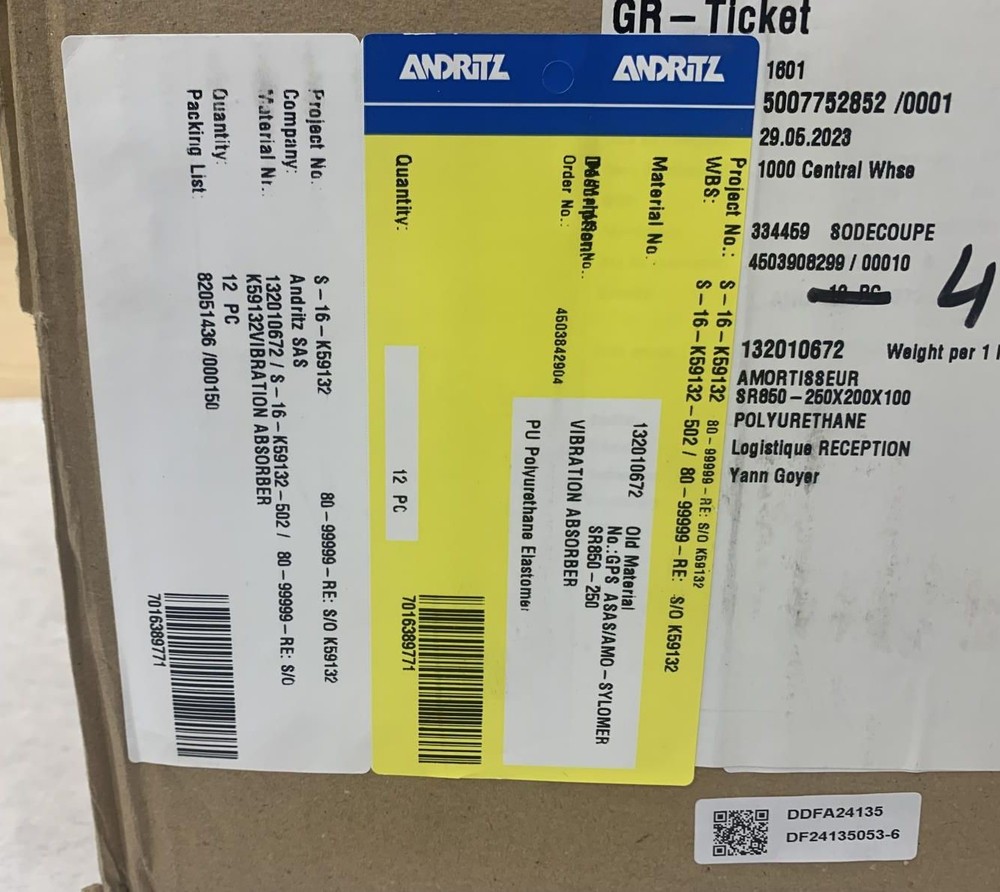 GR – Ticket
1601
5007752852 /0001
29.05.2023
1000 Central Whse
334459 SODECOUPE
4503908299 / 00010
4
132010672 Weight per 1
AMORTISSEUR
SR850 – 250X200X100
POLYURETHANE
Logistique RECEPTION
Yann Goyer
ANDRITZ ANDRITZ
Project No.: S – 16 – K59132 80 – 99999 – RE: S/O K59132
WBS: S – 16 – K59132 – 502 / 80 – 99999 – RE: S/O K59132
Material No. 132010672 Old Material
No.:GPS ASAS/AMO – SYLOMER
SR850 – 250
VIBRATION ABSORBER
Order No.: 4503842904
PU Polyurethane Elastomer
Quantity: 12 PC
7016389771
Project No. S – 16 – K59132 80 – 99999 – RE: S/O K59132
Company: Andritz SAS
Material Nr.. 132010672 / S – 16 – K59132 – 502 / 80 – 99999 – RE: S/O
K59132VIBRATION ABSORBER
Quantity: 12 PC
Packing List: 82051436 /000150
7016389771
DDFA24135
DF24135053-6